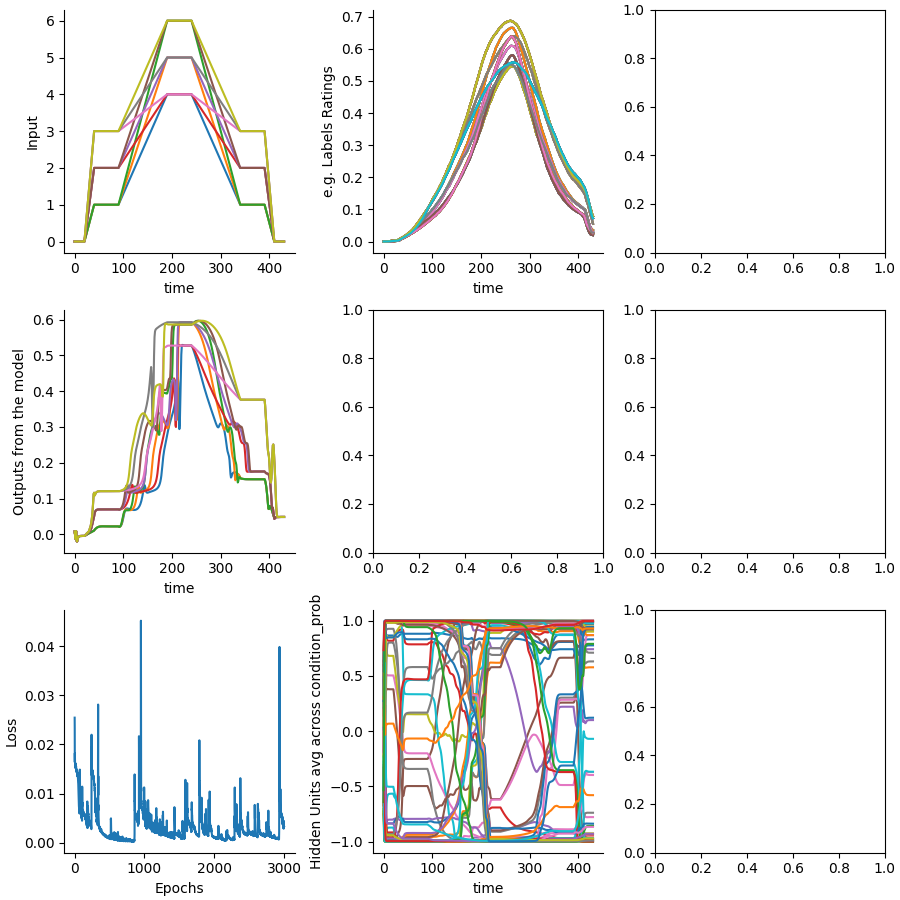 6
5
4
3
2
1
0
Input
0 100 200 300 400
time
0.7
0.6
0.5
0.4
0.3
0.2
0.1
0.0
e.g. Labels Ratings
0 100 200 300 400
time
1.0
0.8
0.6
0.4
0.2
0.0
0.0 0.2 0.4 0.6 0.8 1.0
0.6
0.5
0.4
0.3
0.2
0.1
0.0
Outputs from the model
0 100 200 300 400
time
1.0
0.8
0.6
0.4
0.2
0.0
0.0 0.2 0.4 0.6 0.8 1.0
1.0
0.8
0.6
0.4
0.2
0.0
0.0 0.2 0.4 0.6 0.8 1.0
0.04
0.03
0.02
0.01
0.00
Loss
0 1000 2000 3000
Epochs
1.0
0.5
0.0
−0.5
−1.0
Hidden Units avg across condition_prob
0 100 200 300 400
time
1.0
0.8
0.6
0.4
0.2
0.0
0.0 0.2 0.4 0.6 0.8 1.0